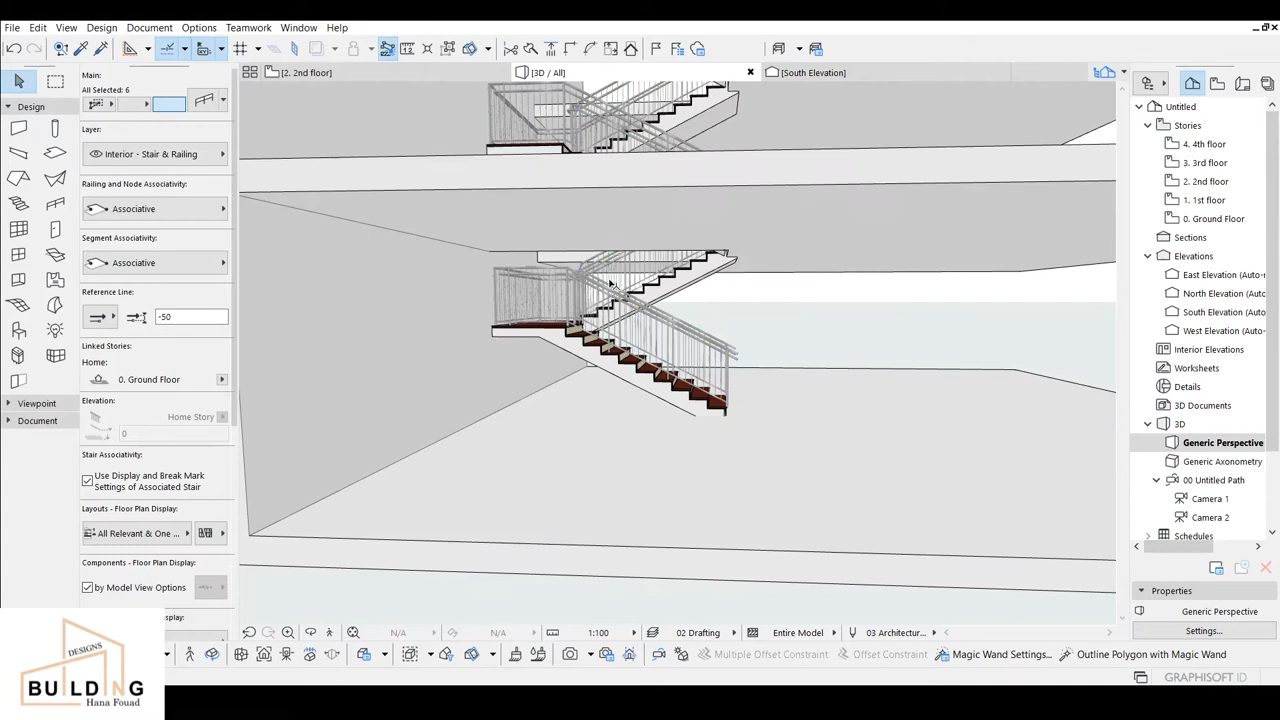 File Edit View Design Document Options Teamwork Window Help
[2. 2nd floor] [3D / All] [South Elevation]
Main:
All Selected: 6
Design
Layer:
Interior - Stair & Railing
Railing and Node Associativity:
Associative
Segment Associativity:
Associative
Reference Line:
-50
Linked Stories:
Home:
0. Ground Floor
Elevation:
Home Story
0
Stair Associativity:
Use Display and Break Mark
Settings of Associated Stair
Layouts - Floor Plan Display:
All Relevant & One ...
Components - Floor Plan Display:
by Model View Options
Viewpoint
Document
Untitled
Stories
4. 4th floor
3. 3rd floor
2. 2nd floor
1. 1st floor
0. Ground Floor
Sections
Elevations
East Elevation (Auto-
North Elevation (Auto-
South Elevation (Auto-
West Elevation (Auto-
Interior Elevations
Worksheets
Details
3D Documents
3D
Generic Perspective
Generic Axonometry
00 Untitled Path
Camera 1
Camera 2
Schedules
Properties
Generic Perspective
Settings...
N/A N/A 1:100 02 Drafting Entire Model 03 Architectur...
Multiple Offset Constraint Offset Constraint Magic Wand Settings... Outline Polygon with Magic Wand
GRAPHISOFT ID
DESIGNS
BUILDING
Hana Fouad